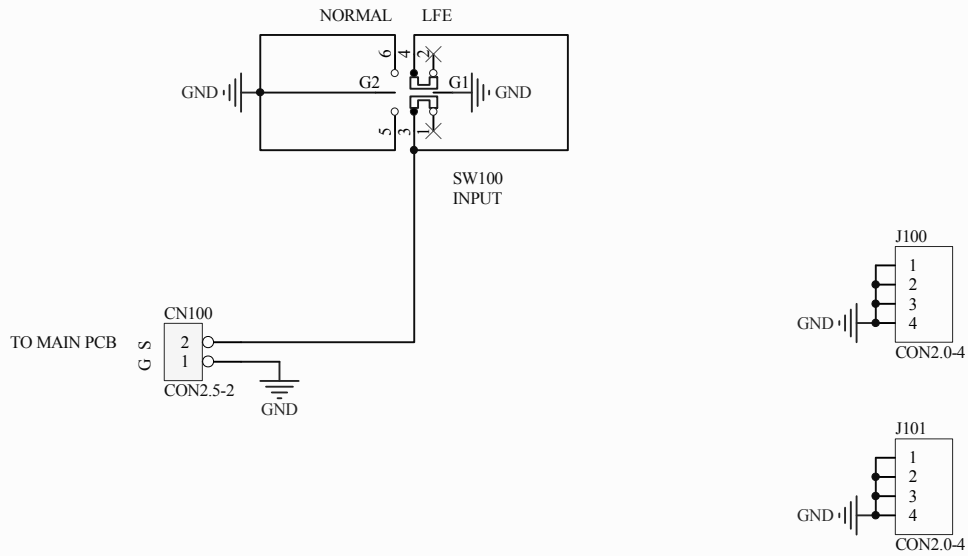 NORMAL LFE
6 4 2
GND G2 G1 GND
5 3 1
SW100
INPUT
J100
1
2
3
GND 4
CON2.0-4
CN100
TO MAIN PCB S 2
G 1
CON2.5-2
GND
J101
1
2
3
GND 4
CON2.0-4